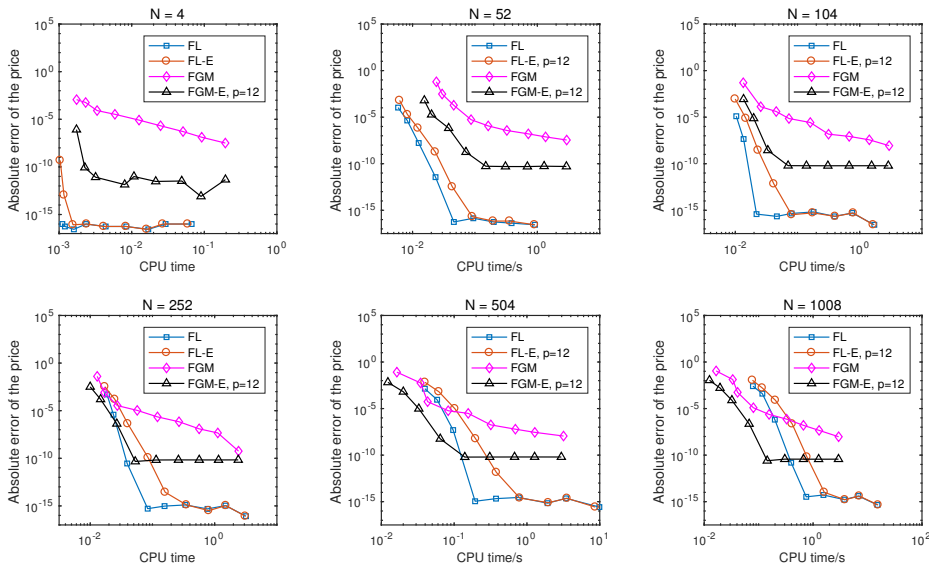 N = 4
Absolute error of the price
10^5
10^0
10^-5
10^-10
10^-15
FL
FL-E
FGM
FGM-E, p=12
10^-3
10^-2
10^-1
10^0
CPU time
N = 52
Absolute error of the price
10^5
10^0
10^-5
10^-10
10^-15
FL
FL-E, p=12
FGM
FGM-E, p=12
10^-2
10^0
CPU time/s
N = 104
Absolute error of the price
10^5
10^0
10^-5
10^-10
10^-15
FL
FL-E, p=12
FGM
FGM-E, p=12
10^-2
10^0
CPU time/s
N = 252
Absolute error of the price
10^5
10^0
10^-5
10^-10
10^-15
FL
FL-E
FGM
FGM-E, p=12
10^-2
10^0
CPU time
N = 504
Absolute error of the price
10^5
10^0
10^-5
10^-10
10^-15
FL
FL-E, p=12
FGM
FGM-E, p=12
10^-2
10^-1
10^0
10^1
CPU time/s
N = 1008
Absolute error of the price
10^5
10^0
10^-5
10^-10
10^-15
FL
FL-E, p=12
FGM
FGM-E, p=12
10^-2
10^0
10^2
CPU time/s